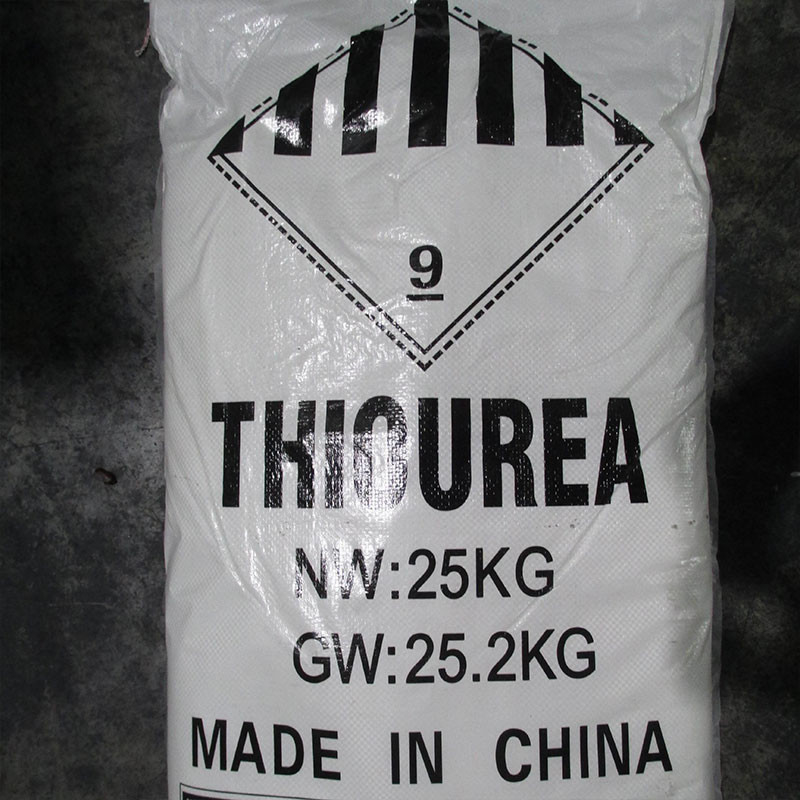 9
THIOUREA
NW:25KG
GW:25.2KG
MADE IN CHINA